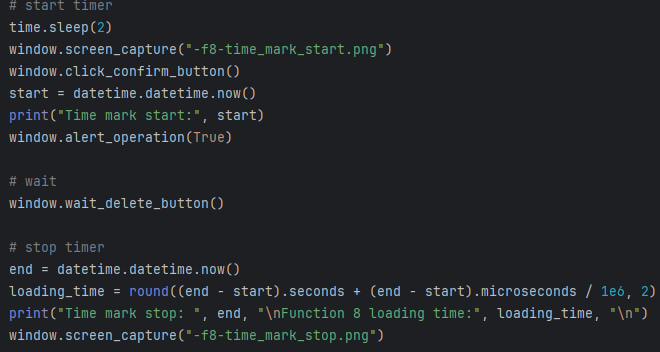 # start timer
time.sleep(2)
window.screen_capture("-f8-time_mark_start.png")
window.click_confirm_button()
start = datetime.datetime.now()
print("Time mark start:", start)
window.alert_operation(True)
# wait
window.wait_delete_button()
# stop timer
end = datetime.datetime.now()
loading_time = round((end - start).seconds + (end - start).microseconds / 1e6, 2)
print("Time mark stop: ", end, "\nFunction 8 loading time:", loading_time, "\n")
window.screen_capture("-f8-time_mark_stop.png")